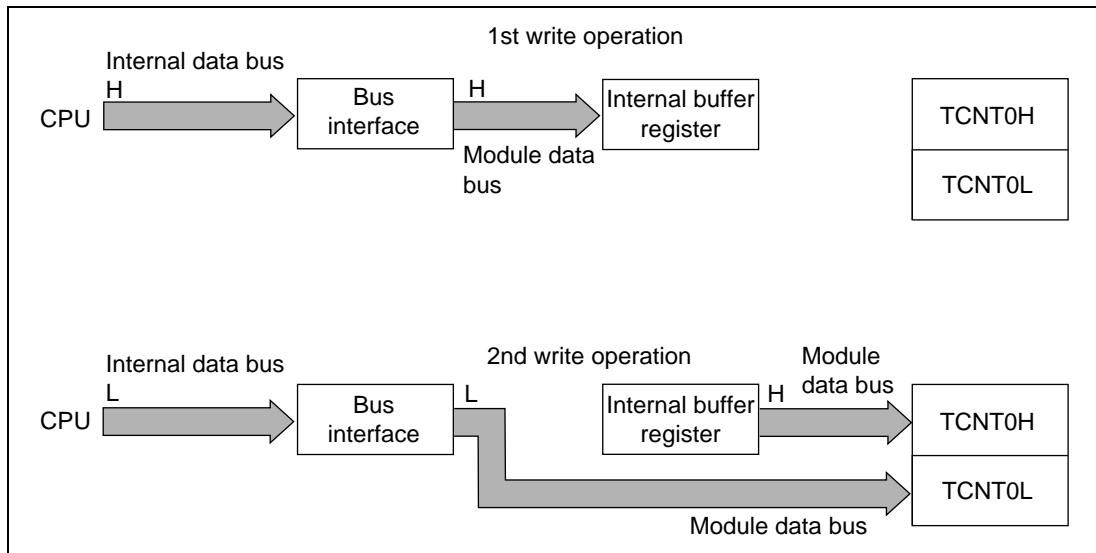 1st write operation
Internal data bus
H
H
CPU
Bus
interface
Internal buffer
register
TCNT0H
Module data
bus
TCNT0L
2nd write operation
Module
data bus
Internal data bus
L
L
H
CPU
Bus
interface
Internal buffer
register
TCNT0H
TCNT0L
Module data bus